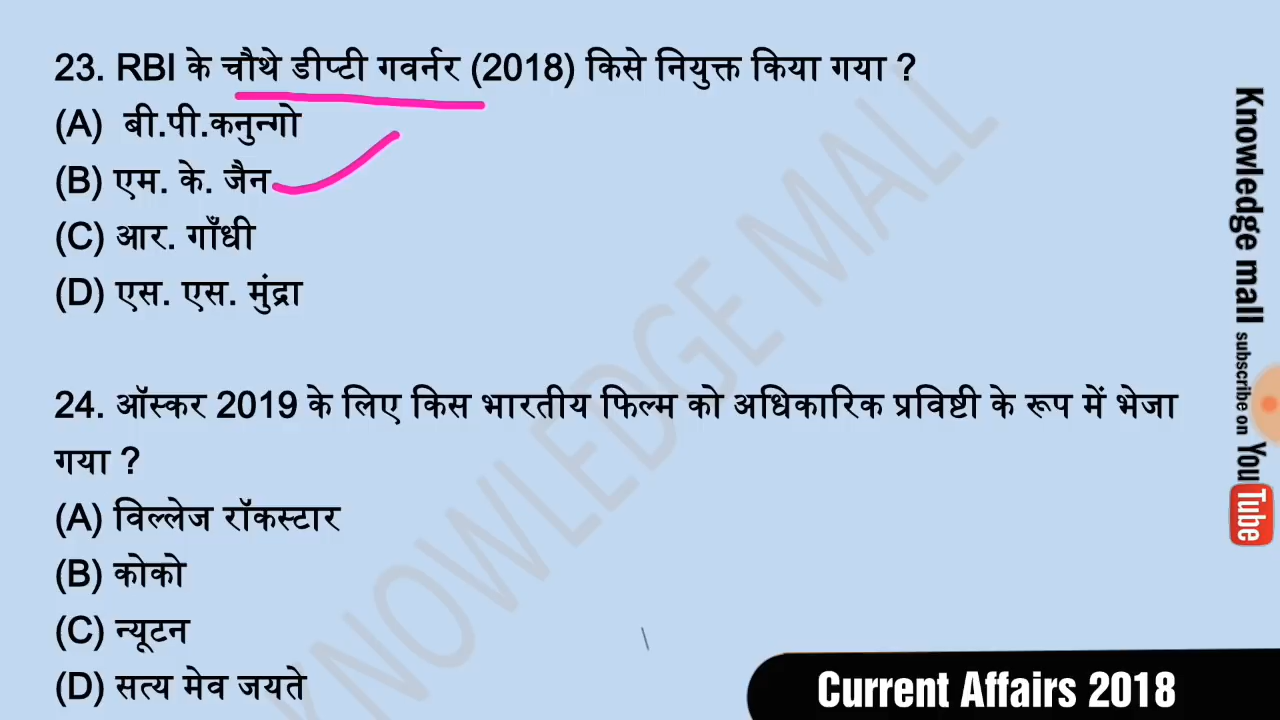 23. RBI के चौथे डीप्टी गवर्नर (2018) किसे नियुक्त किया गया ?
(A) बी.पी.कनुन्गो
(B) एम. के. जैन
(C) आर. गाँधी
(D) एस. एस. मुंद्रा
24. ऑस्कर 2019 के लिए किस भारतीय फिल्म को अधिकारिक प्रविष्टी के रूप में भेजा
गया ?
(A) विल्लेज रॉकस्टार
(B) कोको
(C) न्यूटन
(D) सत्य मेव जयते
KNOWLEDGE MALL
Knowledge mall subscribe on YouTube
Current Affairs 2018